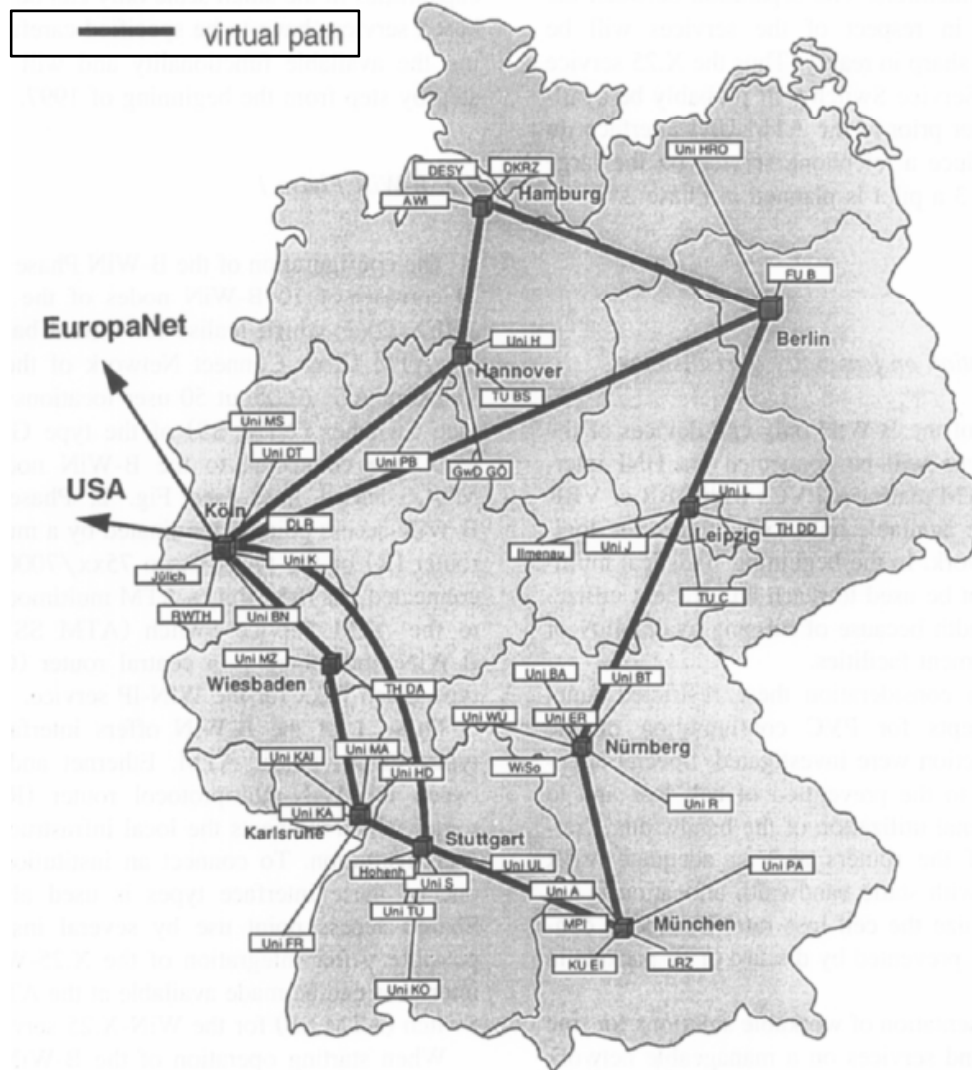 virtual path
Uni HRO
DESY
DKRZ
AWI
Hamburg
FU B
EuropaNet
Berlin
Uni H
Hannover
TU BS
Uni MS
Uni DT
Uni PB
GwD GÖ
USA
Köln
Uni L
DLR
TH DD
Leipzig
Uni J
Ilmenau
Uni K
Jülich
TU C
RWTH
Uni BN
Uni MZ
Uni BA
Uni BT
Wiesbaden
TH DA
Uni WU
Uni ER
Uni MA
Nürnberg
Uni KAI
WiSo
Uni HD
Uni R
Uni KA
Karlsruhe
Stuttgart
Hohenh
Uni UL
Uni PA
Uni S
Uni A
Uni TU
MPI
München
Uni FR
KU EI
LRZ
Uni KO